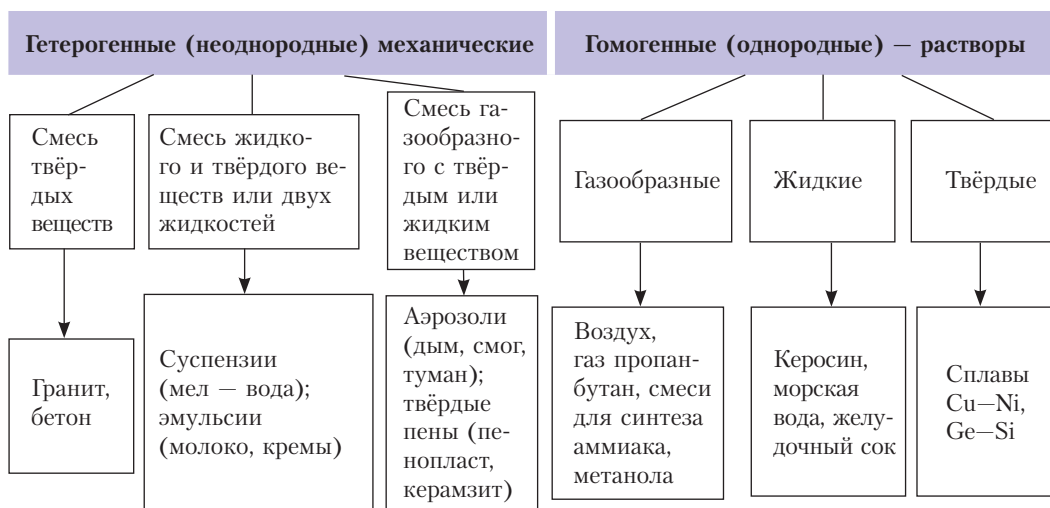 Гетерогенные (неоднородные) механические
Гомогенные (однородные) — растворы
Смесь
твёр-
дых
веществ
Смесь жидко-
го и твёрдого ве-
ществ или двух
жидкостей
Смесь га-
зообразно-
го с твёр-
дым или
жидким
веществом
Газообразные
Жидкие
Твёрдые
Гранит,
бетон
Суспензии
(мел — вода);
эмульсии
(молоко, кремы)
Аэрозоли
(дым, смог,
туман);
твёрдые
пены (пе-
нопласт,
керамзит)
Воздух,
газ пропан-
бутан, смеси
для синтеза
аммиака,
метанола
Керосин,
морская
вода, желу-
дочный сок
Сплавы
Cu—Ni,
Ge—Si